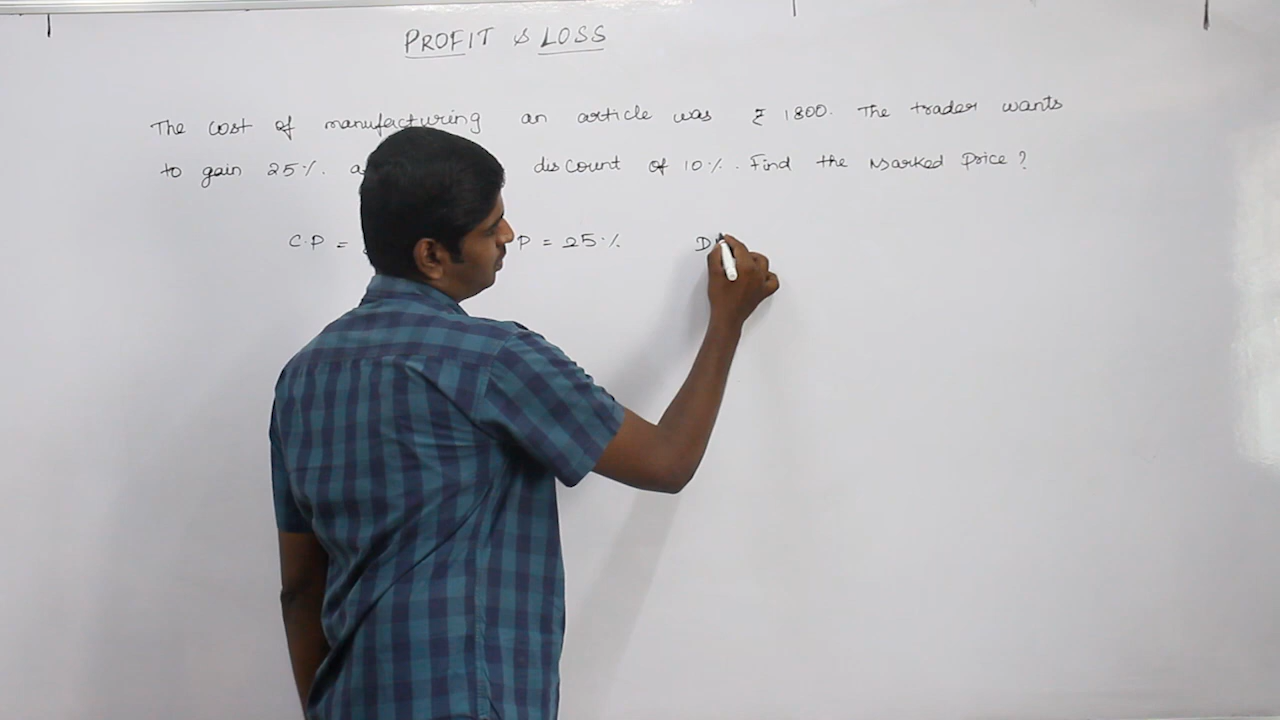 PROFIT & LOSS
The cost of manufacturing an article was ₹ 1800. The trader wants
to gain 25%. discount of 10%. Find the Marked Price?
C.P = P = 25% D